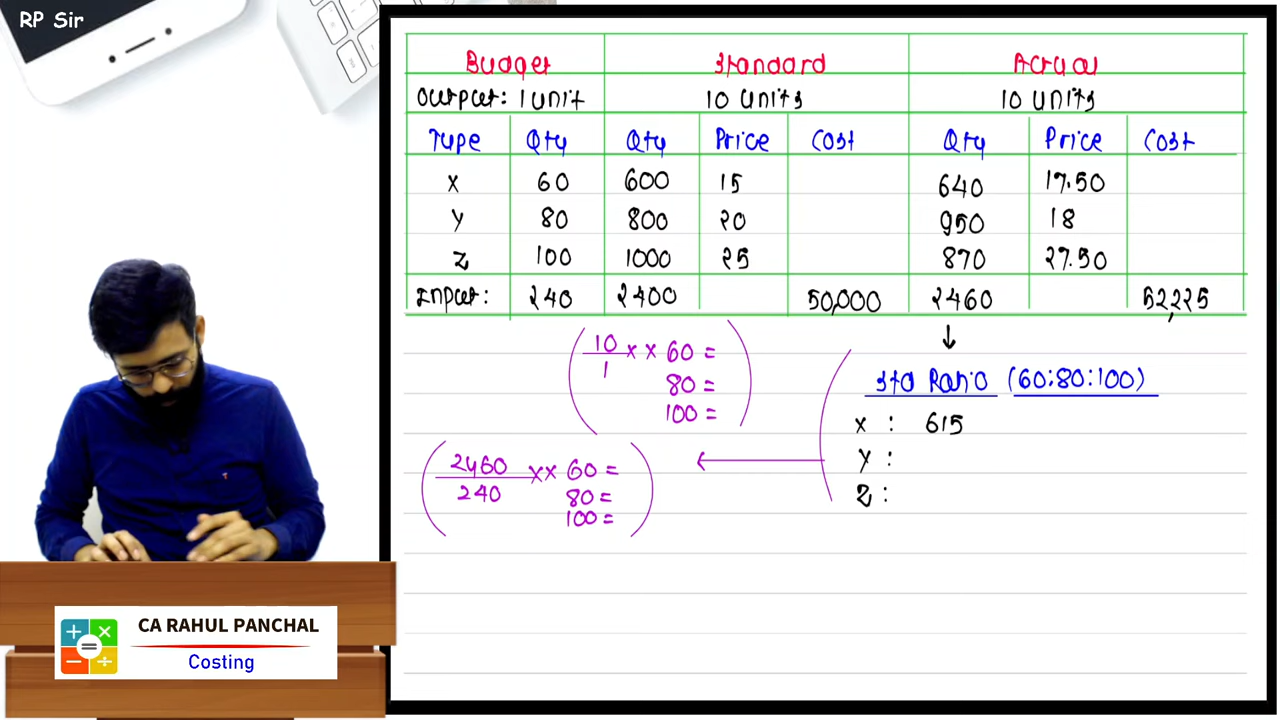 RP Sir
Budget Standard Actual
Output: 1 Unit 10 Units 10 Units
Type Qty Qty Price Cost Qty Price Cost
X 60 600 15 640 17.50
Y 80 800 20 950 18
Z 100 1000 25 870 27.50
Input: 240 2400 50,000 2460 52,225
10/1 × × 60 =
80 =
100 =
Std Ratio (60:80:100)
X : 615
Y :
Z :
2460/240 ×× 60 =
80 =
100 =
CA RAHUL PANCHAL
Costing